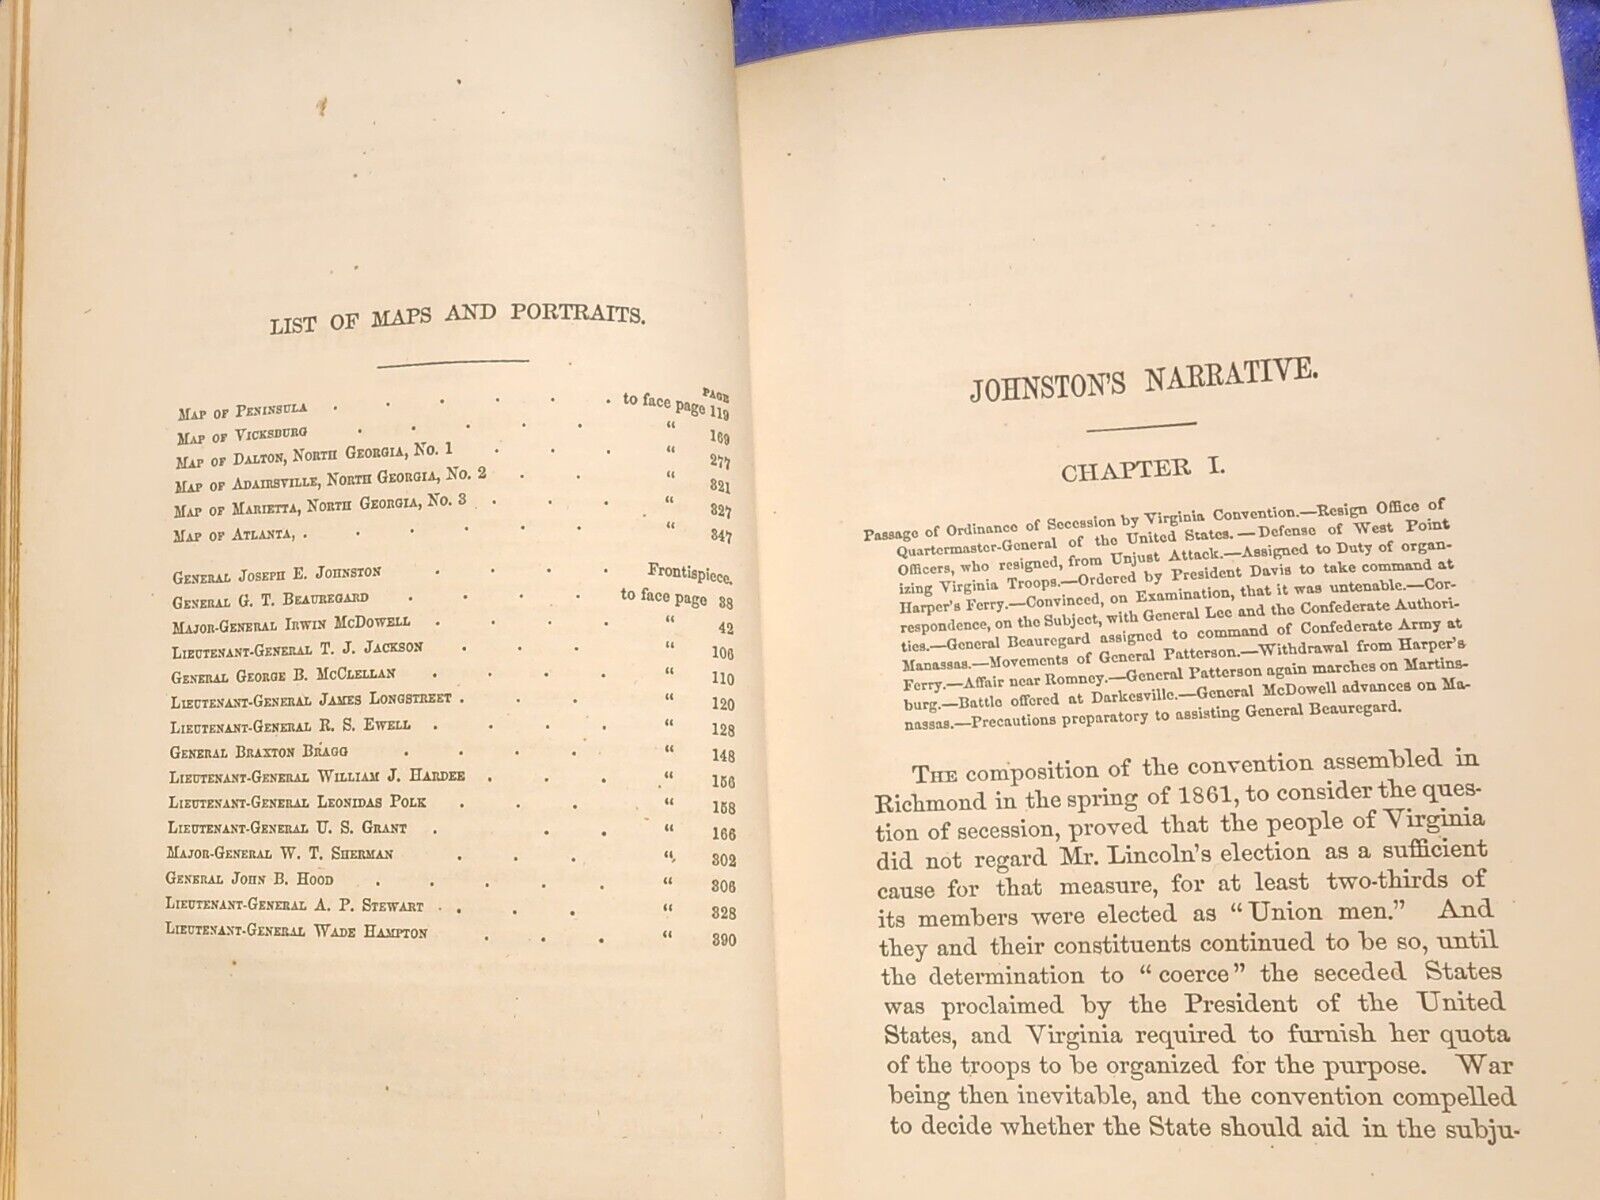 LIST OF MAPS AND PORTRAITS.
PAGE
MAP OF PENINSULA . . . . . . to face page 119
MAP OF VICKSBURG . . . . . “ 169
MAP OF DALTON, NORTH GEORGIA, NO. 1 . . . “ 277
MAP OF ADAIRSVILLE, NORTH GEORGIA, NO. 2 . . “ 321
MAP OF MARIETTA, NORTH GEORGIA, NO. 3 . . . “ 327
MAP OF ATLANTA, . . . . . . “ 347
GENERAL JOSEPH E. JOHNSTON . . . . Frontispiece.
GENERAL G. T. BEAUREGARD . . . . to face page 38
MAJOR-GENERAL IRWIN MCDOWELL . . . . “ 42
LIEUTENANT-GENERAL T. J. JACKSON . . . “ 106
GENERAL GEORGE B. MCCLELLAN . . . . “ 110
LIEUTENANT-GENERAL JAMES LONGSTREET . . . “ 120
LIEUTENANT-GENERAL R. S. EWELL . . . . “ 128
GENERAL BRAXTON BRAGG . . . . “ 148
LIEUTENANT-GENERAL WILLIAM J. HARDEE . . . “ 156
LIEUTENANT-GENERAL LEONIDAS POLK . . . “ 158
LIEUTENANT-GENERAL U. S. GRANT . . . “ 166
MAJOR-GENERAL W. T. SHERMAN . . . “ 302
GENERAL JOHN B. HOOD . . . . . “ 306
LIEUTENANT-GENERAL A. P. STEWART . . . “ 328
LIEUTENANT-GENERAL WADE HAMPTON . . . “ 390
JOHNSTON'S NARRATIVE.
CHAPTER I.
Passage of Ordinance of Secession by Virginia Convention.—Resign Office of
Quartermaster-General of the United States.—Defense of West Point
Officers, who resigned, from Unjust Attack.—Assigned to Duty of organ-
izing Virginia Troops.—Ordered by President Davis to take command at
Harper's Ferry.—Convinced, on Examination, that it was untenable.—Cor-
respondence, on the Subject, with General Lee and the Confederate Authori-
ties.—General Beauregard assigned to command of Confederate Army at
Manassas.—Movements of General Patterson.—Withdrawal from Harper's
Ferry.—Affair near Romney.—General Patterson again marches on Martins-
burg.—Battle offered at Darkesville.—General McDowell advances on Ma-
nassas.—Precautions preparatory to assisting General Beauregard.
THE composition of the convention assembled in
Richmond in the spring of 1861, to consider the ques-
tion of secession, proved that the people of Virginia
did not regard Mr. Lincoln's election as a sufficient
cause for that measure, for at least two-thirds of
its members were elected as “Union men.” And
they and their constituents continued to be so, until
the determination to “coerce” the seceded States
was proclaimed by the President of the United
States, and Virginia required to furnish her quota
of the troops to be organized for the purpose. War
being then inevitable, and the convention compelled
to decide whether the State should aid in the subju-